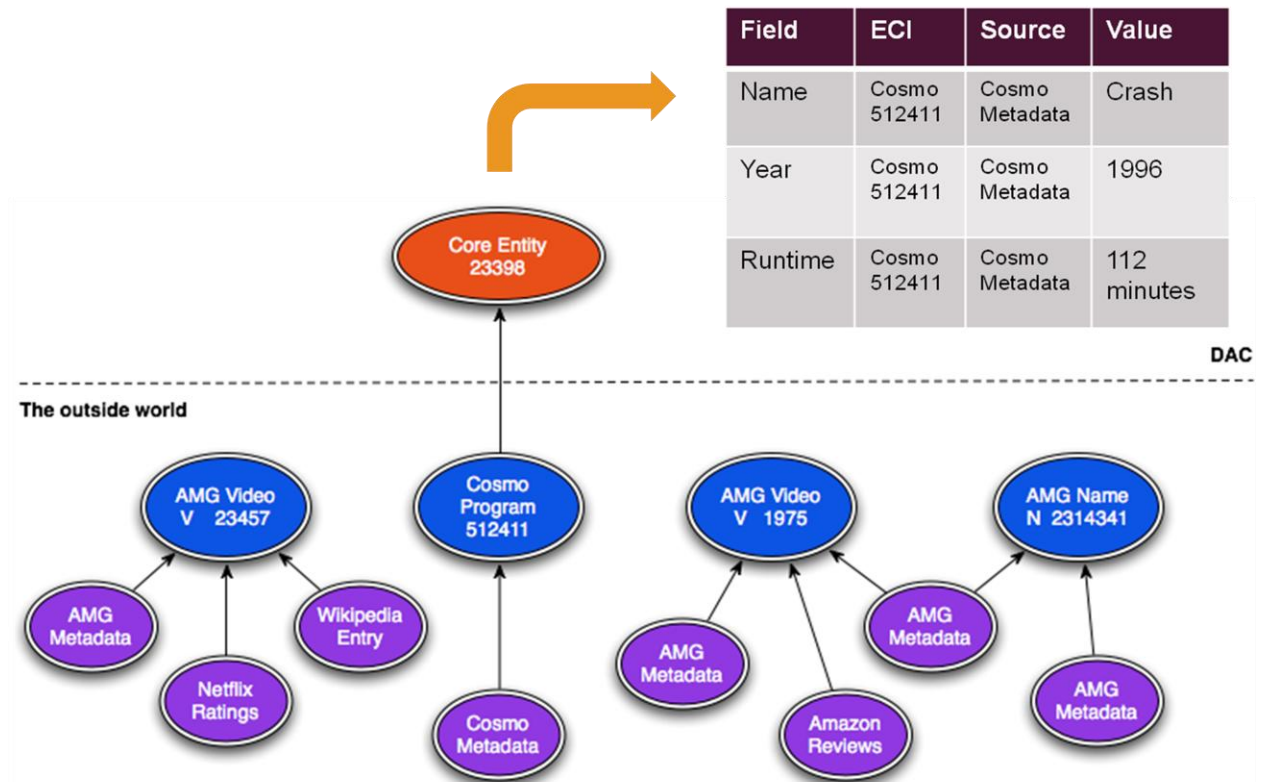 Field ECI Source Value
Name Cosmo 512411 Cosmo Metadata Crash
Year Cosmo 512411 Cosmo Metadata 1996
Runtime Cosmo 512411 Cosmo Metadata 112 minutes
Core Entity
23398
DAC
The outside world
AMG Video
V 23457
Cosmo
Program
512411
AMG Video
V 1975
AMG Name
N 2314341
AMG
Metadata
Netflix
Ratings
Wikipedia
Entry
Cosmo
Metadata
AMG
Metadata
Amazon
Reviews
AMG
Metadata
AMG
Metadata